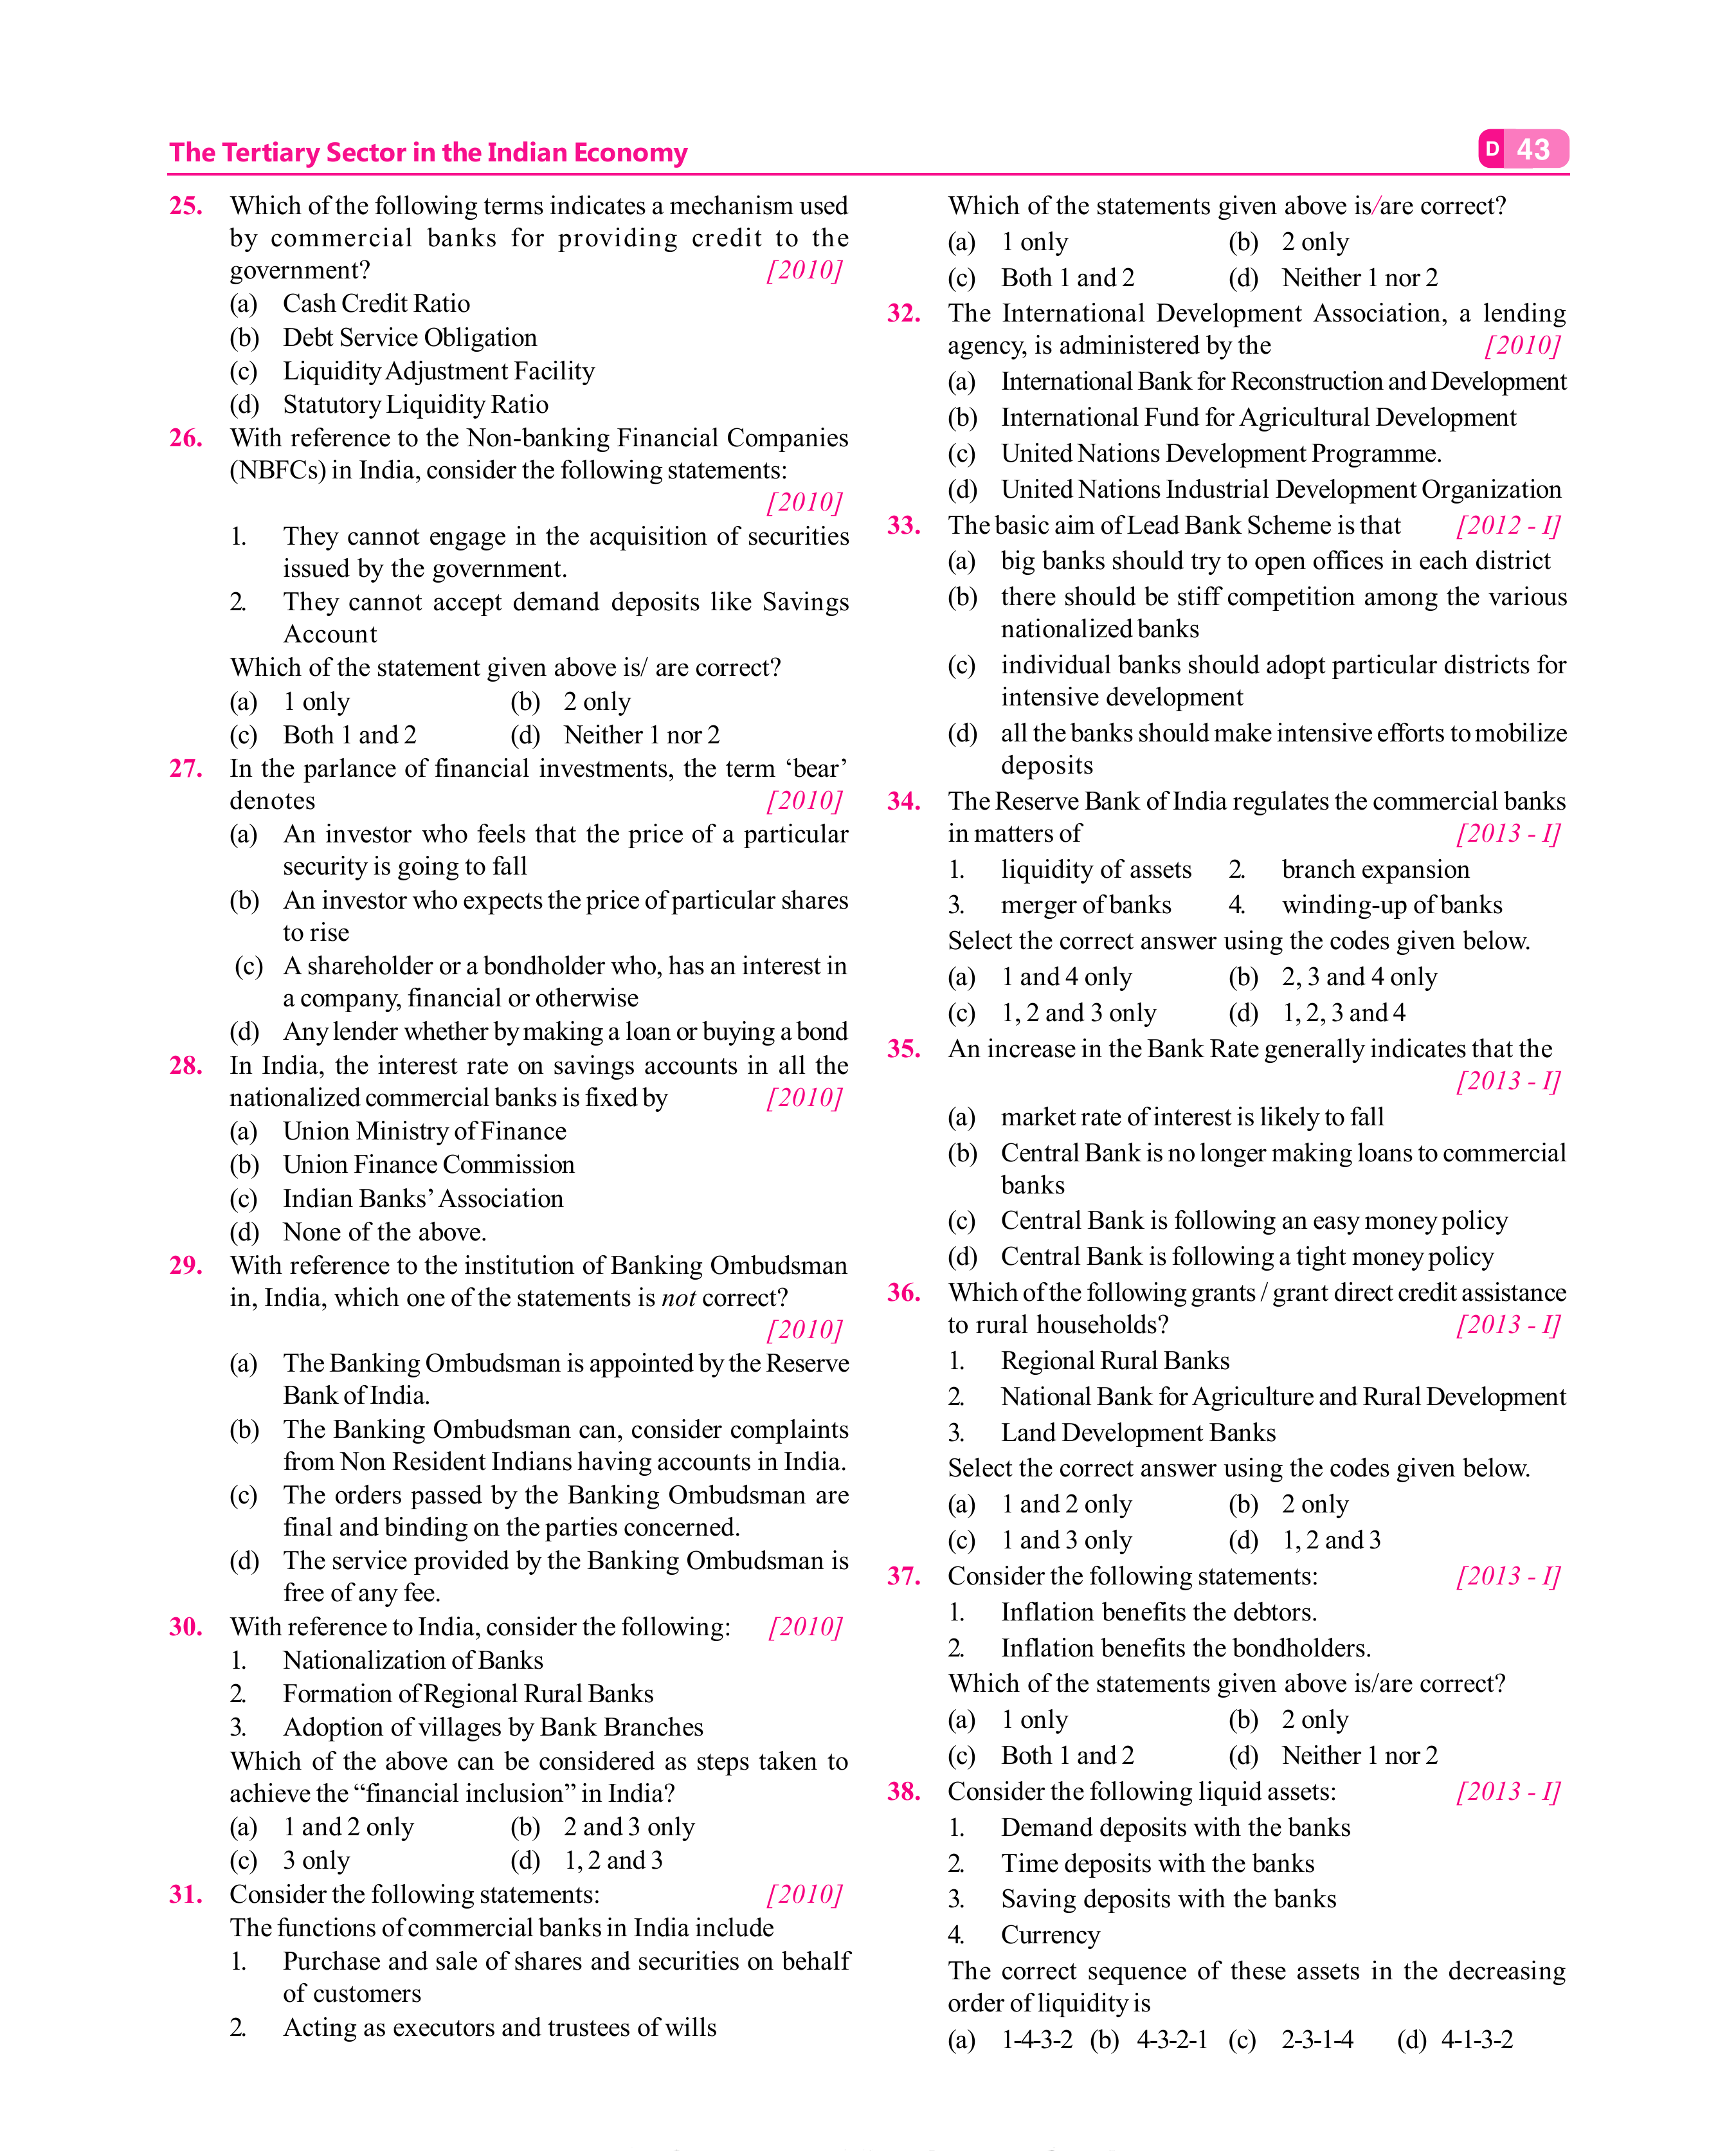 The Tertiary Sector in the Indian Economy
D 43
25. Which of the following terms indicates a mechanism used
by commercial banks for providing credit to the
government? [2010]
(a) Cash Credit Ratio
(b) Debt Service Obligation
(c) Liquidity Adjustment Facility
(d) Statutory Liquidity Ratio
26. With reference to the Non-banking Financial Companies
(NBFCs) in India, consider the following statements:
[2010]
1. They cannot engage in the acquisition of securities
issued by the government.
2. They cannot accept demand deposits like Savings
Account
Which of the statement given above is/ are correct?
(a) 1 only (b) 2 only
(c) Both 1 and 2 (d) Neither 1 nor 2
27. In the parlance of financial investments, the term ‘bear’
denotes [2010]
(a) An investor who feels that the price of a particular
security is going to fall
(b) An investor who expects the price of particular shares
to rise
(c) A shareholder or a bondholder who, has an interest in
a company, financial or otherwise
(d) Any lender whether by making a loan or buying a bond
28. In India, the interest rate on savings accounts in all the
nationalized commercial banks is fixed by [2010]
(a) Union Ministry of Finance
(b) Union Finance Commission
(c) Indian Banks’ Association
(d) None of the above.
29. With reference to the institution of Banking Ombudsman
in, India, which one of the statements is not correct?
[2010]
(a) The Banking Ombudsman is appointed by the Reserve
Bank of India.
(b) The Banking Ombudsman can, consider complaints
from Non Resident Indians having accounts in India.
(c) The orders passed by the Banking Ombudsman are
final and binding on the parties concerned.
(d) The service provided by the Banking Ombudsman is
free of any fee.
30. With reference to India, consider the following: [2010]
1. Nationalization of Banks
2. Formation of Regional Rural Banks
3. Adoption of villages by Bank Branches
Which of the above can be considered as steps taken to
achieve the “financial inclusion” in India?
(a) 1 and 2 only (b) 2 and 3 only
(c) 3 only (d) 1, 2 and 3
31. Consider the following statements: [2010]
The functions of commercial banks in India include
1. Purchase and sale of shares and securities on behalf
of customers
2. Acting as executors and trustees of wills
Which of the statements given above is/are correct?
(a) 1 only (b) 2 only
(c) Both 1 and 2 (d) Neither 1 nor 2
32. The International Development Association, a lending
agency, is administered by the [2010]
(a) International Bank for Reconstruction and Development
(b) International Fund for Agricultural Development
(c) United Nations Development Programme.
(d) United Nations Industrial Development Organization
33. The basic aim of Lead Bank Scheme is that [2012 - I]
(a) big banks should try to open offices in each district
(b) there should be stiff competition among the various
nationalized banks
(c) individual banks should adopt particular districts for
intensive development
(d) all the banks should make intensive efforts to mobilize
deposits
34. The Reserve Bank of India regulates the commercial banks
in matters of [2013 - I]
1. liquidity of assets 2. branch expansion
3. merger of banks 4. winding-up of banks
Select the correct answer using the codes given below.
(a) 1 and 4 only (b) 2, 3 and 4 only
(c) 1, 2 and 3 only (d) 1, 2, 3 and 4
35. An increase in the Bank Rate generally indicates that the
[2013 - I]
(a) market rate of interest is likely to fall
(b) Central Bank is no longer making loans to commercial
banks
(c) Central Bank is following an easy money policy
(d) Central Bank is following a tight money policy
36. Which of the following grants / grant direct credit assistance
to rural households? [2013 - I]
1. Regional Rural Banks
2. National Bank for Agriculture and Rural Development
3. Land Development Banks
Select the correct answer using the codes given below.
(a) 1 and 2 only (b) 2 only
(c) 1 and 3 only (d) 1, 2 and 3
37. Consider the following statements: [2013 - I]
1. Inflation benefits the debtors.
2. Inflation benefits the bondholders.
Which of the statements given above is/are correct?
(a) 1 only (b) 2 only
(c) Both 1 and 2 (d) Neither 1 nor 2
38. Consider the following liquid assets: [2013 - I]
1. Demand deposits with the banks
2. Time deposits with the banks
3. Saving deposits with the banks
4. Currency
The correct sequence of these assets in the decreasing
order of liquidity is
(a) 1-4-3-2 (b) 4-3-2-1 (c) 2-3-1-4 (d) 4-1-3-2